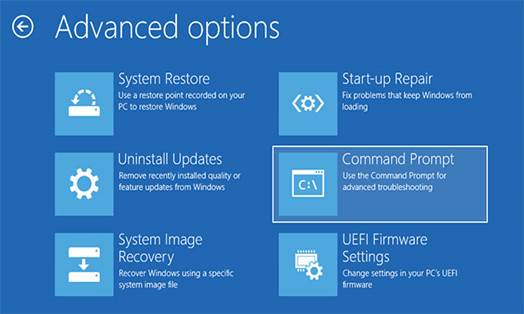 Advanced options
System Restore
Use a restore point recorded on your
PC to restore Windows
Start-up Repair
Fix problems that keep Windows from
loading
Uninstall Updates
Remove recently installed quality or
feature updates from Windows
C:\
Command Prompt
Use the Command Prompt for
advanced troubleshooting
System Image
Recovery
Recover Windows using a specific
system image file
UEFI Firmware
Settings
Change settings in your PC's UEFI
firmware